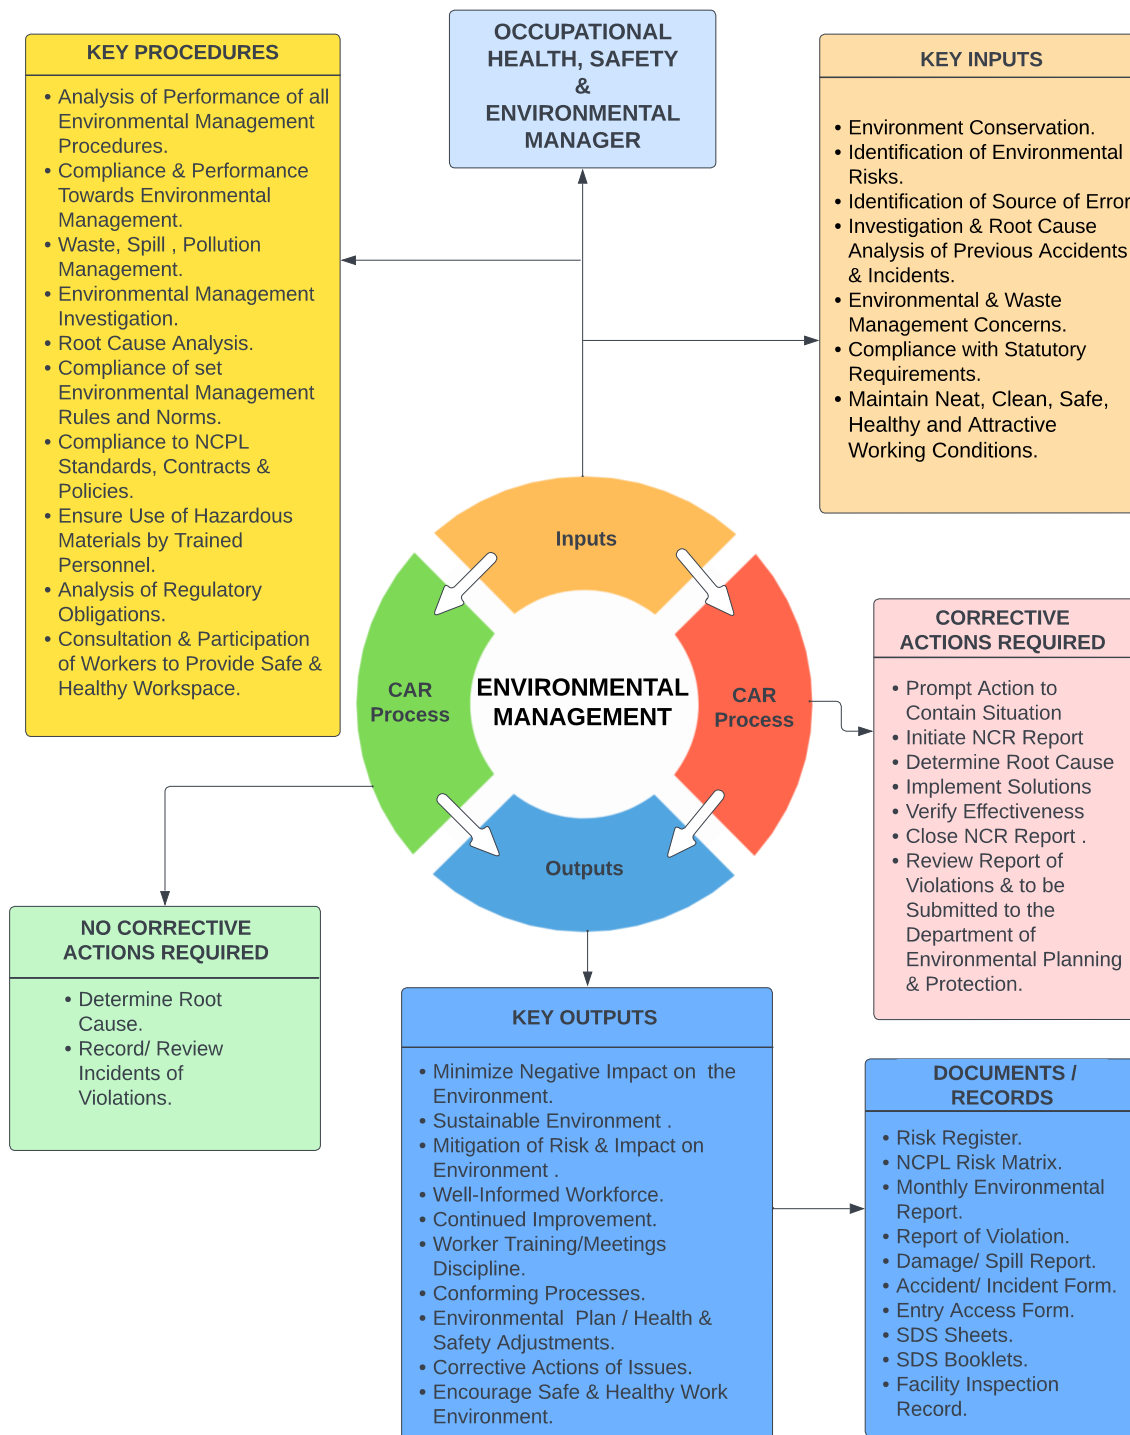 OCCUPATIONAL
HEALTH, SAFETY
&
ENVIRONMENTAL
MANAGER
KEY PROCEDURES
• Analysis of Performance of all
Environmental Management
Procedures.
• Compliance & Performance
Towards Environmental
Management.
• Waste, Spill , Pollution
Management.
• Environmental Management
Investigation.
• Root Cause Analysis.
• Compliance of set
Environmental Management
Rules and Norms.
• Compliance to NCPL
Standards, Contracts &
Policies.
• Ensure Use of Hazardous
Materials by Trained
Personnel.
• Analysis of Regulatory
Obligations.
• Consultation & Participation
of Workers to Provide Safe &
Healthy Workspace.
KEY INPUTS
• Environment Conservation.
• Identification of Environmental
Risks.
• Identification of Source of Error
• Investigation & Root Cause
Analysis of Previous Accidents
& Incidents.
• Environmental & Waste
Management Concerns.
• Compliance with Statutory
Requirements.
• Maintain Neat, Clean, Safe,
Healthy and Attractive
Working Conditions.
Inputs
CAR
Process
ENVIRONMENTAL
MANAGEMENT
CAR
Process
Outputs
CORRECTIVE
ACTIONS REQUIRED
• Prompt Action to
Contain Situation
• Initiate NCR Report
• Determine Root Cause
• Implement Solutions
• Verify Effectiveness
• Close NCR Report .
• Review Report of
Violations & to be
Submitted to the
Department of
Environmental Planning
& Protection.
NO CORRECTIVE
ACTIONS REQUIRED
• Determine Root
Cause.
• Record/ Review
Incidents of
Violations.
KEY OUTPUTS
• Minimize Negative Impact on  the
Environment.
• Sustainable Environment .
• Mitigation of Risk & Impact on
Environment .
• Well-Informed Workforce.
• Continued Improvement.
• Worker Training/Meetings
Discipline.
• Conforming Processes.
• Environmental  Plan / Health &
Safety Adjustments.
• Corrective Actions of Issues.
• Encourage Safe & Healthy Work
Environment.
DOCUMENTS /
RECORDS
• Risk Register.
• NCPL Risk Matrix.
• Monthly Environmental
Report.
• Report of Violation.
• Damage/ Spill Report.
• Accident/ Incident Form.
• Entry Access Form.
• SDS Sheets.
• SDS Booklets.
• Facility Inspection
Record.